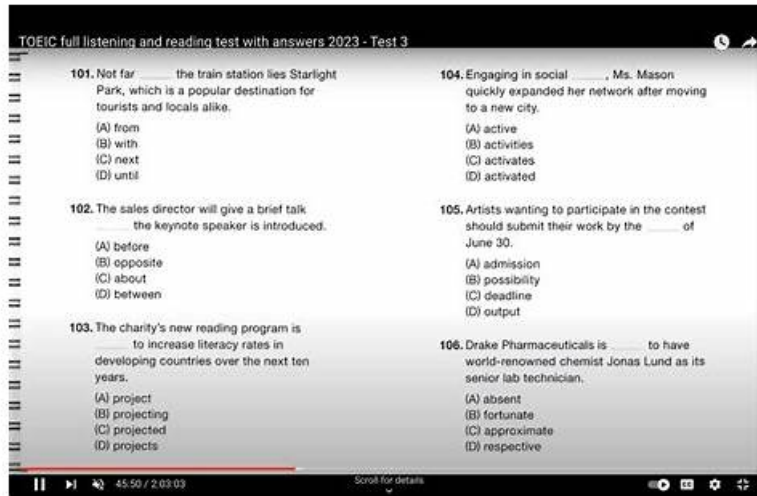 TOEIC full listening and reading test with answers 2023 - Test 3
101. Not far _____ the train station lies Starlight
Park, which is a popular destination for
tourists and locals alike.
(A) from
(B) with
(C) next
(D) until
102. The sales director will give a brief talk
_____ the keynote speaker is introduced.
(A) before
(B) opposite
(C) about
(D) between
103. The charity's new reading program is
_____ to increase literacy rates in
developing countries over the next ten
years.
(A) project
(B) projecting
(C) projected
(D) projects
104. Engaging in social _____, Ms. Mason
quickly expanded her network after moving
to a new city.
(A) active
(B) activities
(C) activates
(D) activated
105. Artists wanting to participate in the contest
should submit their work by the _____ of
June 30.
(A) admission
(B) possibility
(C) deadline
(D) output
106. Drake Pharmaceuticals is _____ to have
world-renowned chemist Jonas Lund as its
senior lab technician.
(A) absent
(B) fortunate
(C) approximate
(D) respective
45:50 / 2:03:03
Scroll for details
CC